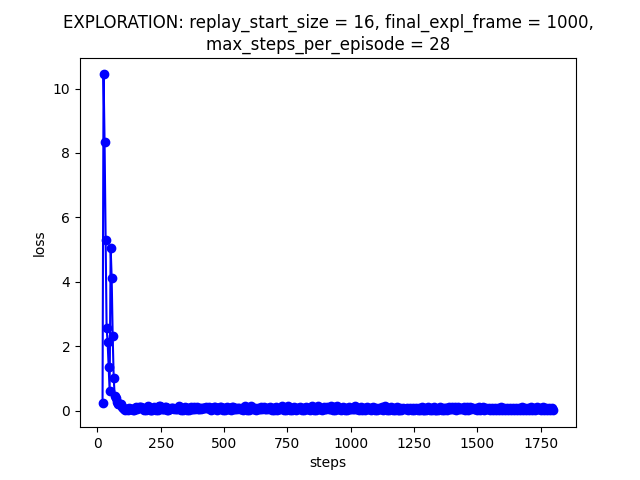 EXPLORATION: replay_start_size = 16, final_expl_frame = 1000,
max_steps_per_episode = 28
loss
10
8
6
4
2
0
0 250 500 750 1000 1250 1500 1750
steps